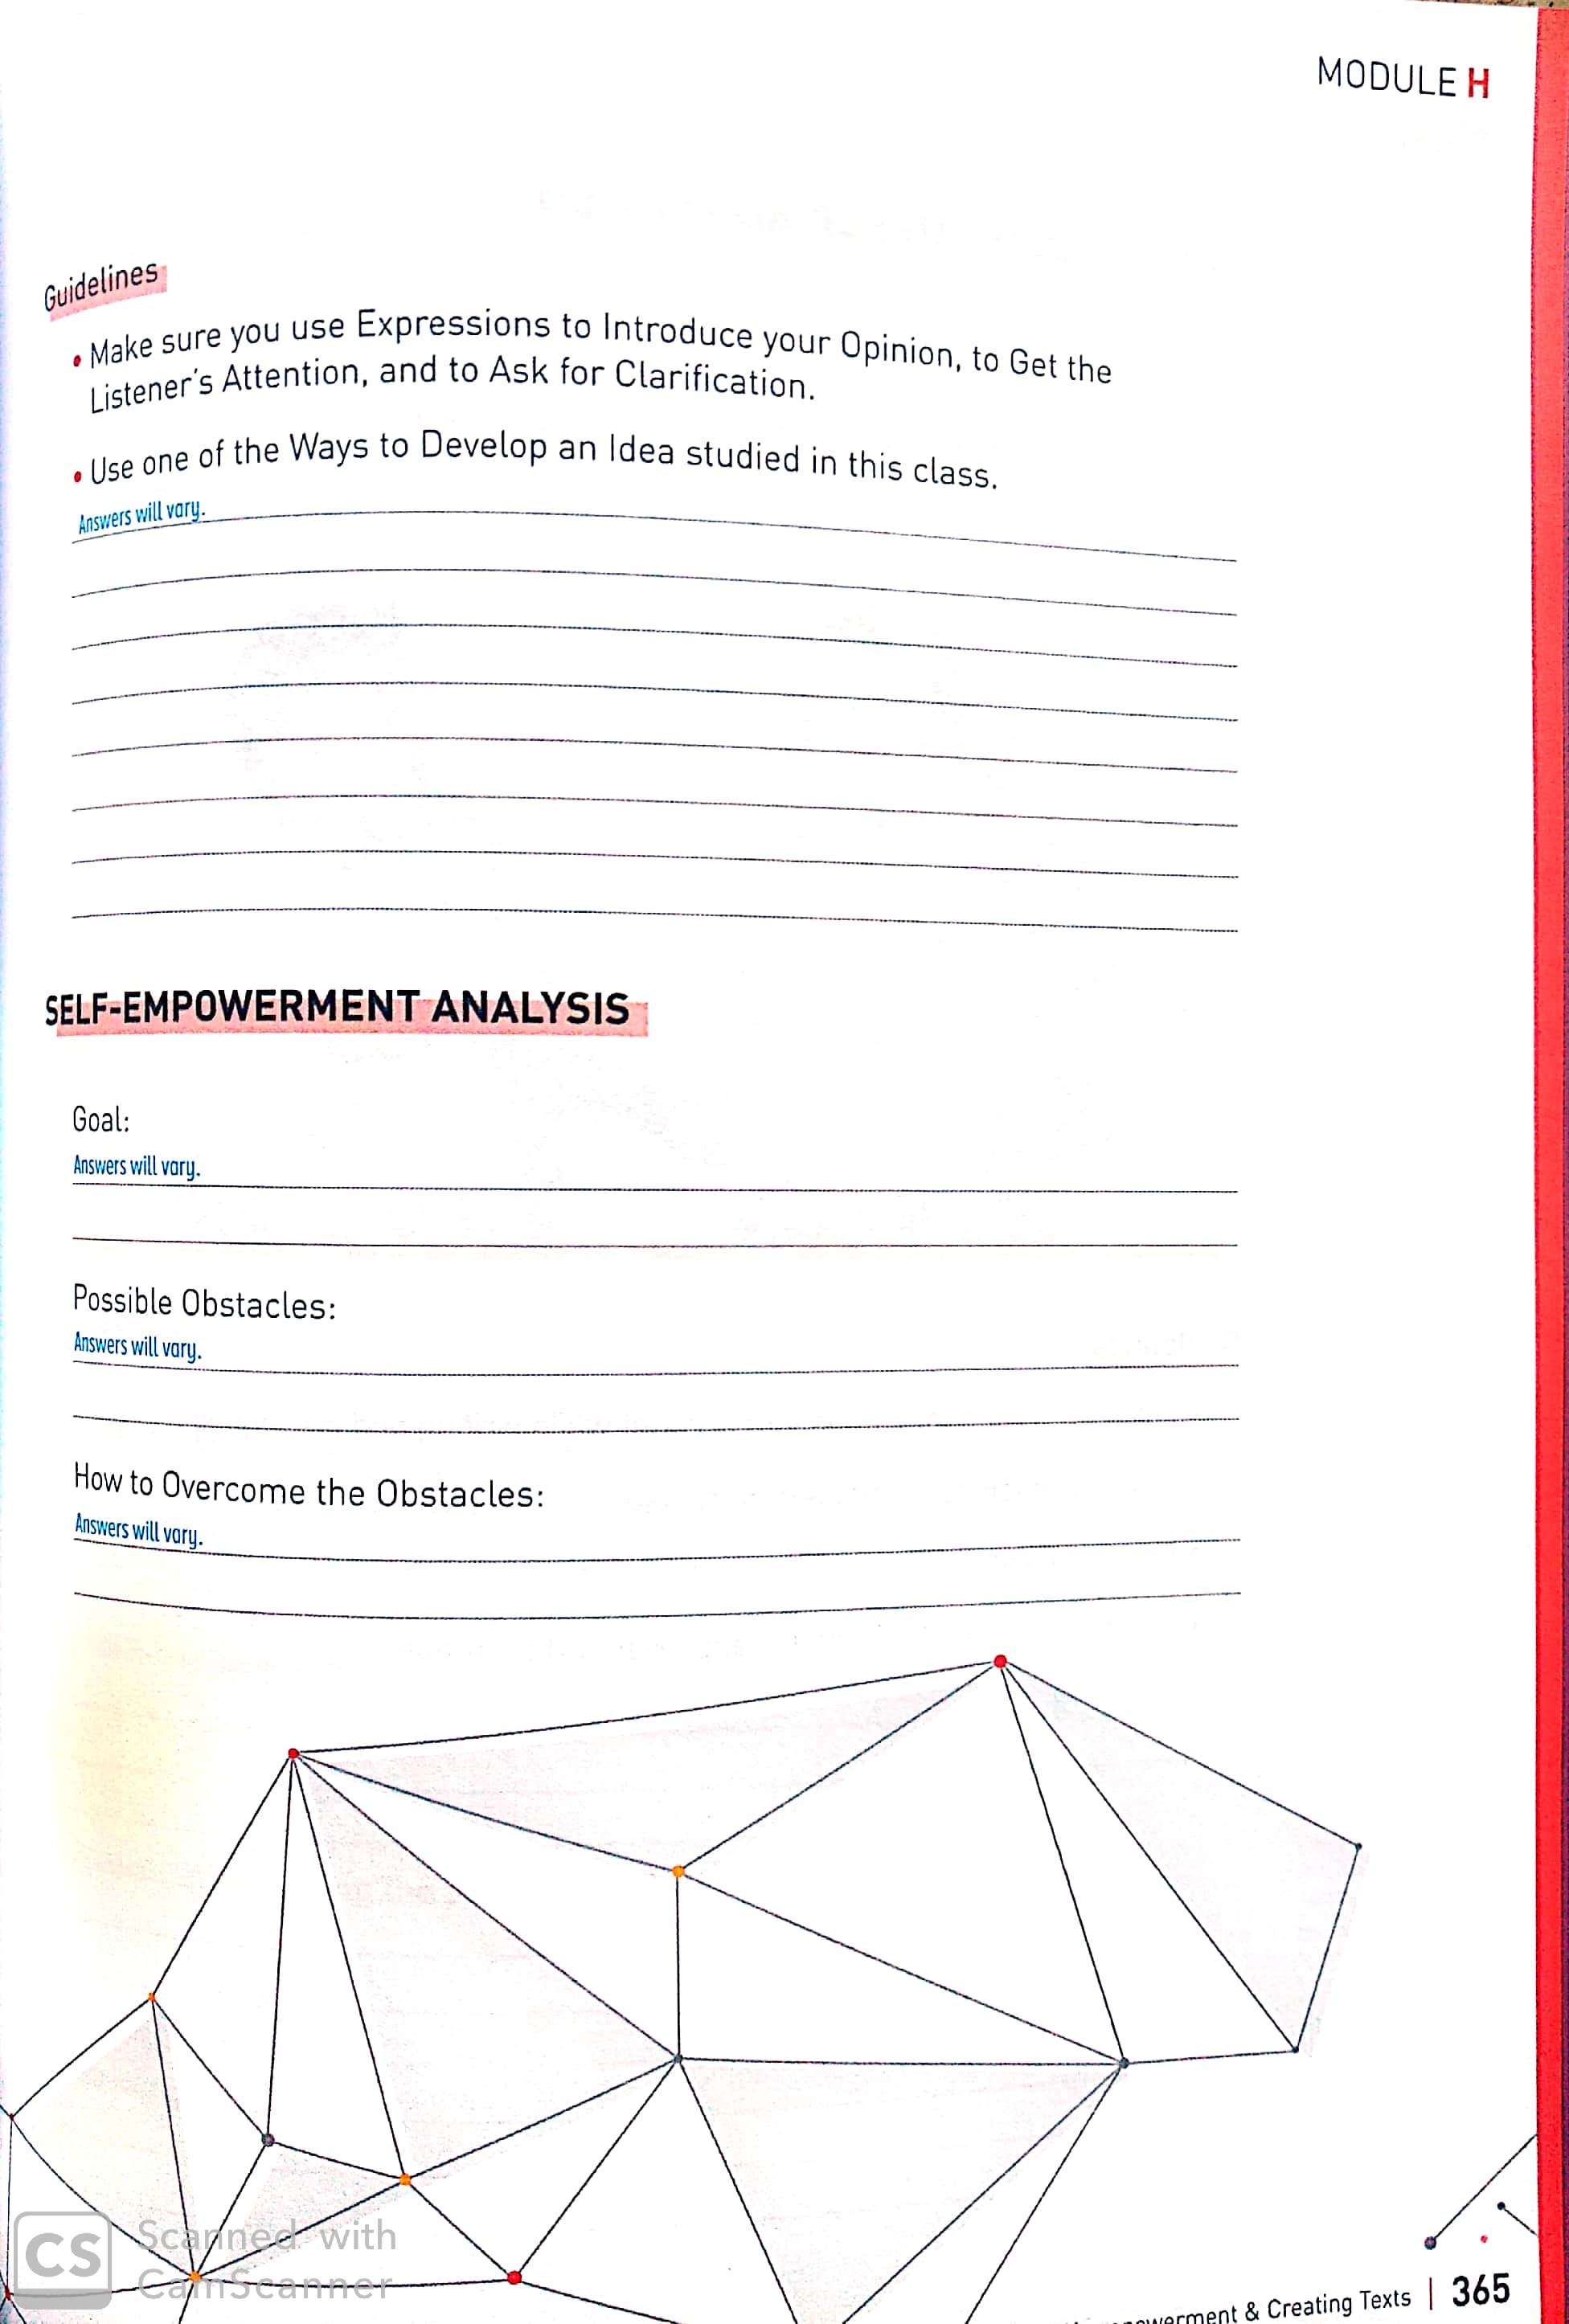 MODULE H
Guidelines
• Make sure you use Expressions to Introduce your Opinion, to Get the
Listener's Attention, and to Ask for Clarification.
• Use one of the Ways to Develop an Idea studied in this class.
Answers will vary.
SELF-EMPOWERMENT ANALYSIS
Goal:
Answers will vary.
Possible Obstacles:
Answers will vary.
How to Overcome the Obstacles:
Answers will vary.
CS Scanned with
CamScanner
& Creating Texts | 365